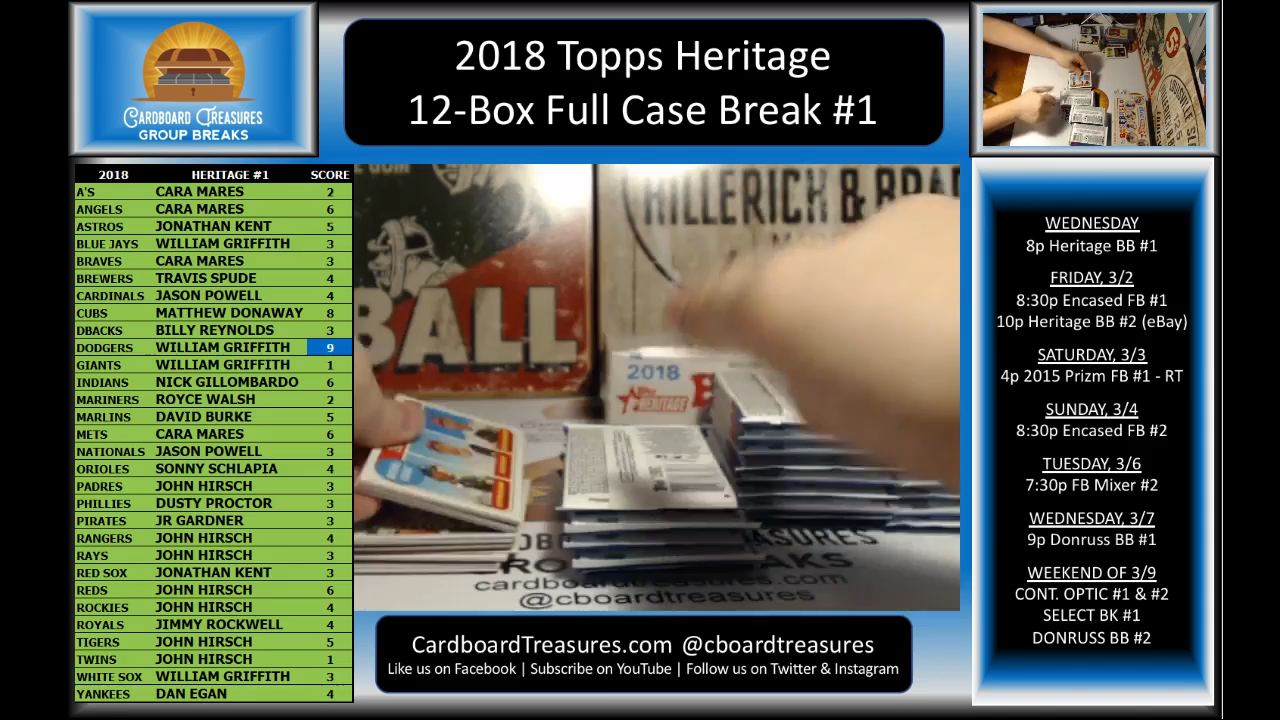 CARDBOARD TREASURES
GROUP BREAKS
2018 Topps Heritage
12-Box Full Case Break #1
2018 HERITAGE #1 SCORE
A'S CARA MARES 2
ANGELS CARA MARES 6
ASTROS JONATHAN KENT 5
BLUE JAYS WILLIAM GRIFFITH 3
BRAVES CARA MARES 3
BREWERS TRAVIS SPUDE 4
CARDINALS JASON POWELL 4
CUBS MATTHEW DONAWAY 8
DBACKS BILLY REYNOLDS 3
DODGERS WILLIAM GRIFFITH 9
GIANTS WILLIAM GRIFFITH 1
INDIANS NICK GILLOMBARDO 6
MARINERS ROYCE WALSH 2
MARLINS DAVID BURKE 5
METS CARA MARES 6
NATIONALS JASON POWELL 3
ORIOLES SONNY SCHLAPIA 4
PADRES JOHN HIRSCH 3
PHILLIES DUSTY PROCTOR 3
PIRATES JR GARDNER 3
RANGERS JOHN HIRSCH 4
RAYS JOHN HIRSCH 3
RED SOX JONATHAN KENT 3
REDS JOHN HIRSCH 6
ROCKIES JOHN HIRSCH 4
ROYALS JIMMY ROCKWELL 4
TIGERS JOHN HIRSCH 5
TWINS JOHN HIRSCH 1
WHITE SOX WILLIAM GRIFFITH 3
YANKEES DAN EGAN 4
HILLERICH & BRAD
BALL
2018
HERITAGE
ASURES
cardboardtreasures.com
@cboardtreasures
CardboardTreasures.com @cboardtreasures
Like us on Facebook | Subscribe on YouTube | Follow us on Twitter & Instagram
WEDNESDAY
8p Heritage BB #1
FRIDAY, 3/2
8:30p Encased FB #1
10p Heritage BB #2 (eBay)
SATURDAY, 3/3
4p 2015 Prizm FB #1 - RT
SUNDAY, 3/4
8:30p Encased FB #2
TUESDAY, 3/6
7:30p FB Mixer #2
WEDNESDAY, 3/7
9p Donruss BB #1
WEEKEND OF 3/9
CONT. OPTIC #1 & #2
SELECT BK #1
DONRUSS BB #2